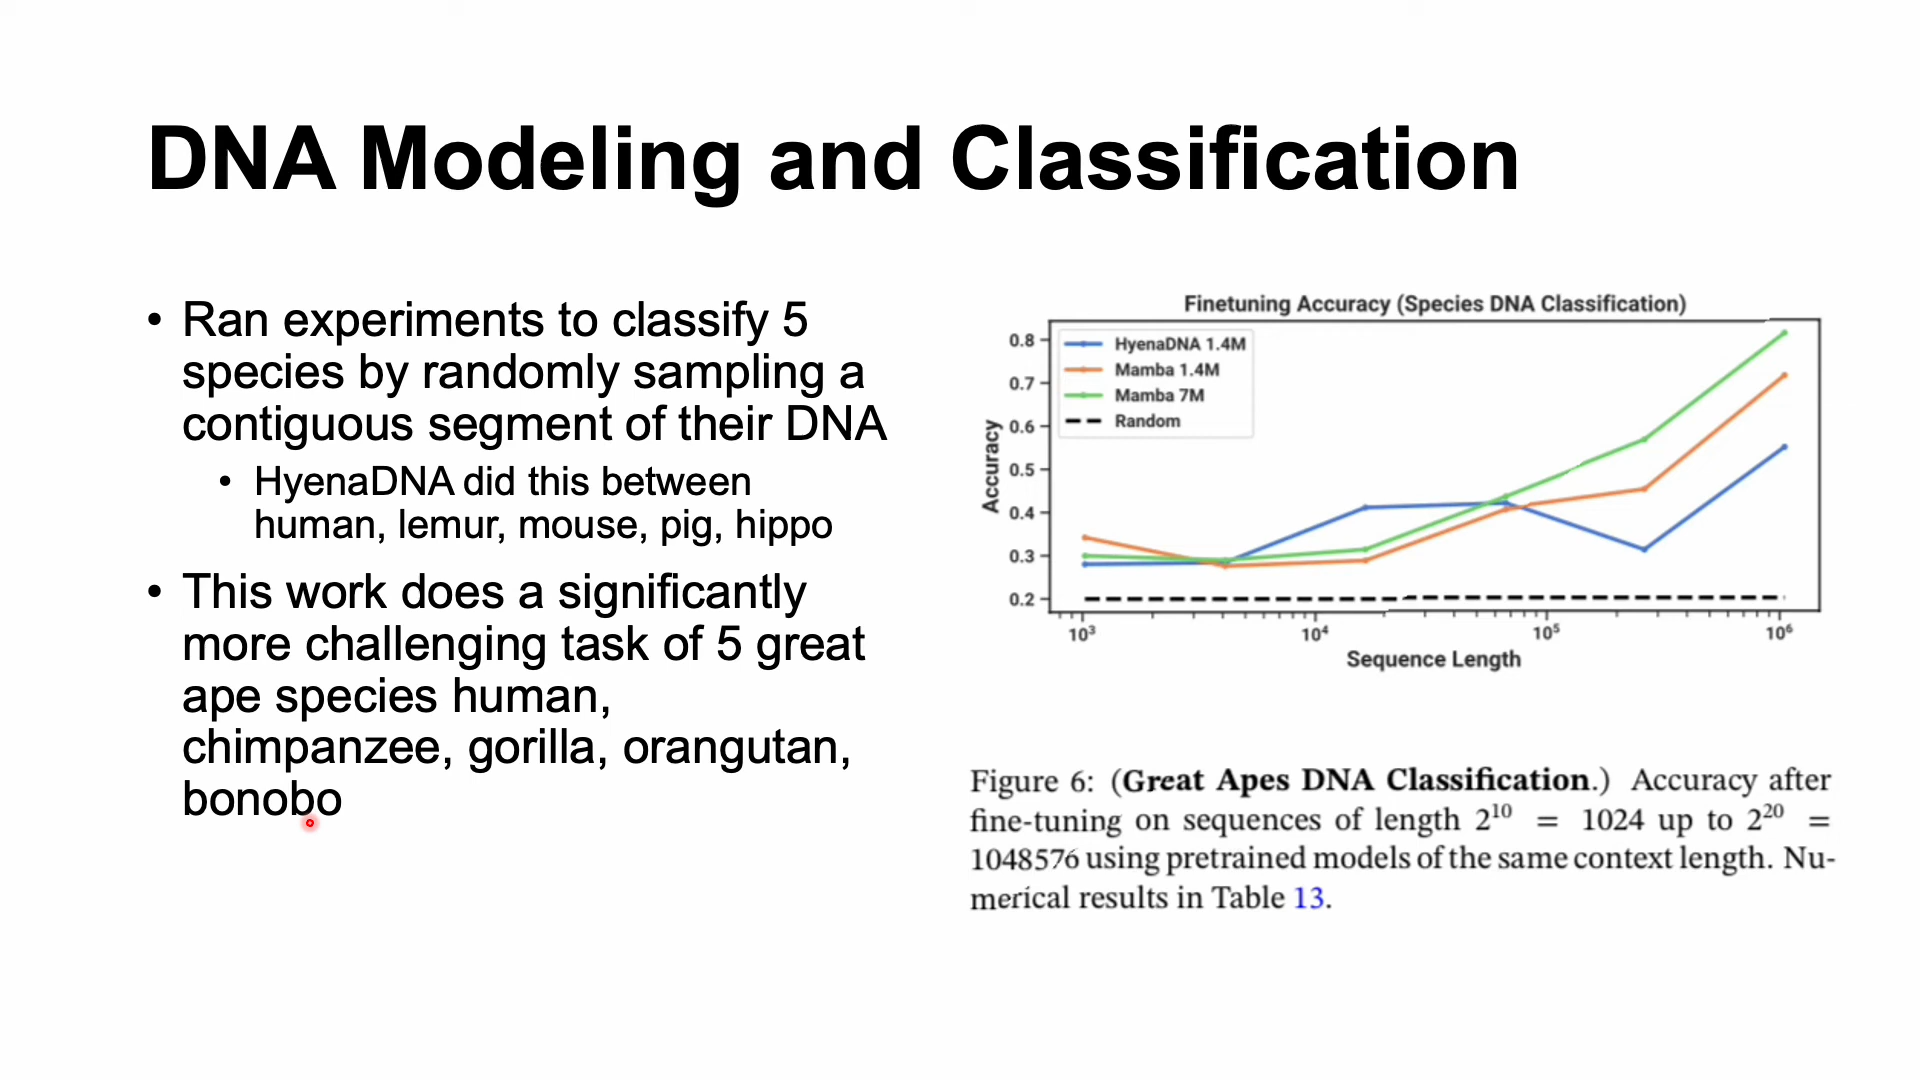 DNA Modeling and Classification
• Ran experiments to classify 5
species by randomly sampling a
contiguous segment of their DNA
• HyenaDNA did this between
human, lemur, mouse, pig, hippo
• This work does a significantly
more challenging task of 5 great
ape species human,
chimpanzee, gorilla, orangutan,
bonobo
Finetuning Accuracy (Species DNA Classification)
HyenaDNA 1.4M
Mamba 1.4M
Mamba 7M
Random
Accuracy
0.8
0.7
0.6
0.5
0.4
0.3
0.2
10³ 10⁴ 10⁵ 10⁶
Sequence Length
Figure 6: (Great Apes DNA Classification.) Accuracy after
fine-tuning on sequences of length 2¹⁰ = 1024 up to 2²⁰ =
1048576 using pretrained models of the same context length. Nu-
merical results in Table 13.